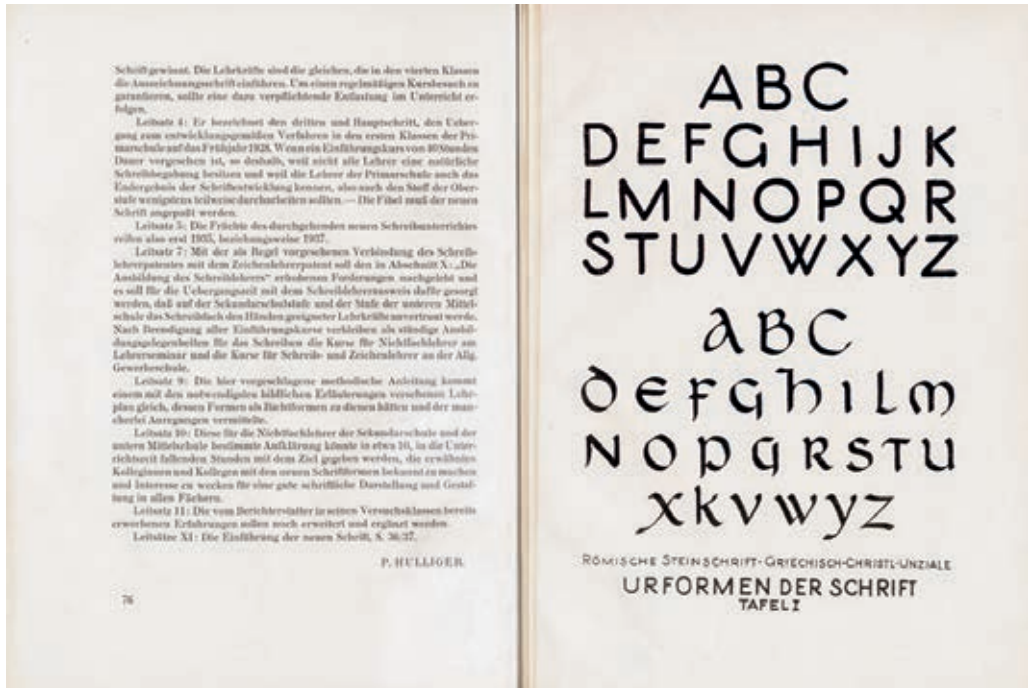 Schrift gewinnt. Die Lehrkräfte sind die gleichen, die in den vierten Klassen
die Auszeichnungsschrift einführen. Um einen regelmäßigen Kursbesuch zu
garantieren, sollte eine dazu verpflichtende Entlastung im Unterricht er-
folgen.
Leitsatz 4: Er bezeichnet den dritten und Hauptschritt, den Ueber-
gang zum entwicklungsgemäßen Verfahren in den ersten Klassen der Pri-
marschule auf das Frühjahr 1928. Wenn ein Einführungskurs von 40 Stunden
Dauer vorgesehen ist, so deshalb, weil nicht alle Lehrer eine natürliche
Schreibbegabung besitzen und weil die Lehrer der Primarschule auch das
Endergebnis der Schriftentwicklung kennen, also auch den Stoff der Ober-
stufe wenigstens teilweise durcharbeiten sollten. — Die Fibel muß der neuen
Schrift angepaßt werden.
Leitsatz 5: Die Früchte des durchgehenden neuen Schreibunterrichtes
reifen also erst 1935, beziehungsweise 1937.
Leitsatz 7: Mit der als Regel vorgesehenen Verbindung des Schreib-
lehrerpatentes mit dem Zeichenlehrerpatent soll den in Abschnitt X: „Die
Ausbildung des Schreiblehrers“ erhobenen Forderungen nachgelebt und
es soll für die Uebergangszeit mit dem Schreiblehrerausweis dafür gesorgt
werden, daß auf der Sekundarschulstufe und der Stufe der unteren Mittel-
schule das Schreibfach den Händen geeigneter Lehrkräfte anvertraut werde.
Nach Beendigung aller Einführungskurse verbleiben als ständige Ausbil-
dungsgelegenheiten für das Schreiben die Kurse für Nichtfachlehrer am
Lehrerseminar und die Kurse für Schreib- und Zeichenlehrer an der Allg.
Gewerbeschule.
Leitsatz 9: Die hier vorgeschlagene methodische Anleitung kommt
einem mit den notwendigsten bildlichen Erläuterungen versehenen Lehr-
plan gleich, dessen Formen als Richtformen zu dienen hätten und der man-
cherlei Anregungen vermittelte.
Leitsatz 10: Diese für die Nichtfachlehrer der Sekundarschule und der
untern Mittelschule bestimmte Aufklärung könnte in etwa 10, in die Unter-
richtszeit fallenden Stunden mit dem Ziel gegeben werden, die erwähnten
Kolleginnen und Kollegen mit den neuen Schriftformen bekannt zu machen
und Interesse zu wecken für eine gute schriftliche Darstellung und Gestal-
tung in allen Fächern.
Leitsatz 11: Die vom Berichterstatter in seinen Versuchsklassen bereits
erworbenen Erfahrungen sollen noch erweitert und ergänzt werden.
Leitsätze XI: Die Einführung der neuen Schrift, S. 36/37.
P. HULLIGER.
76
ABC
DEFGHIJK
LMNOPQR
STUVWXYZ
ABC
DEFGHILM
NOPQRSTU
XKVWYZ
RÖMISCHE STEINSCHRIFT-GRIECHISCH-CHRISTL-UNZIALE
URFORMEN DER SCHRIFT
TAFEL I